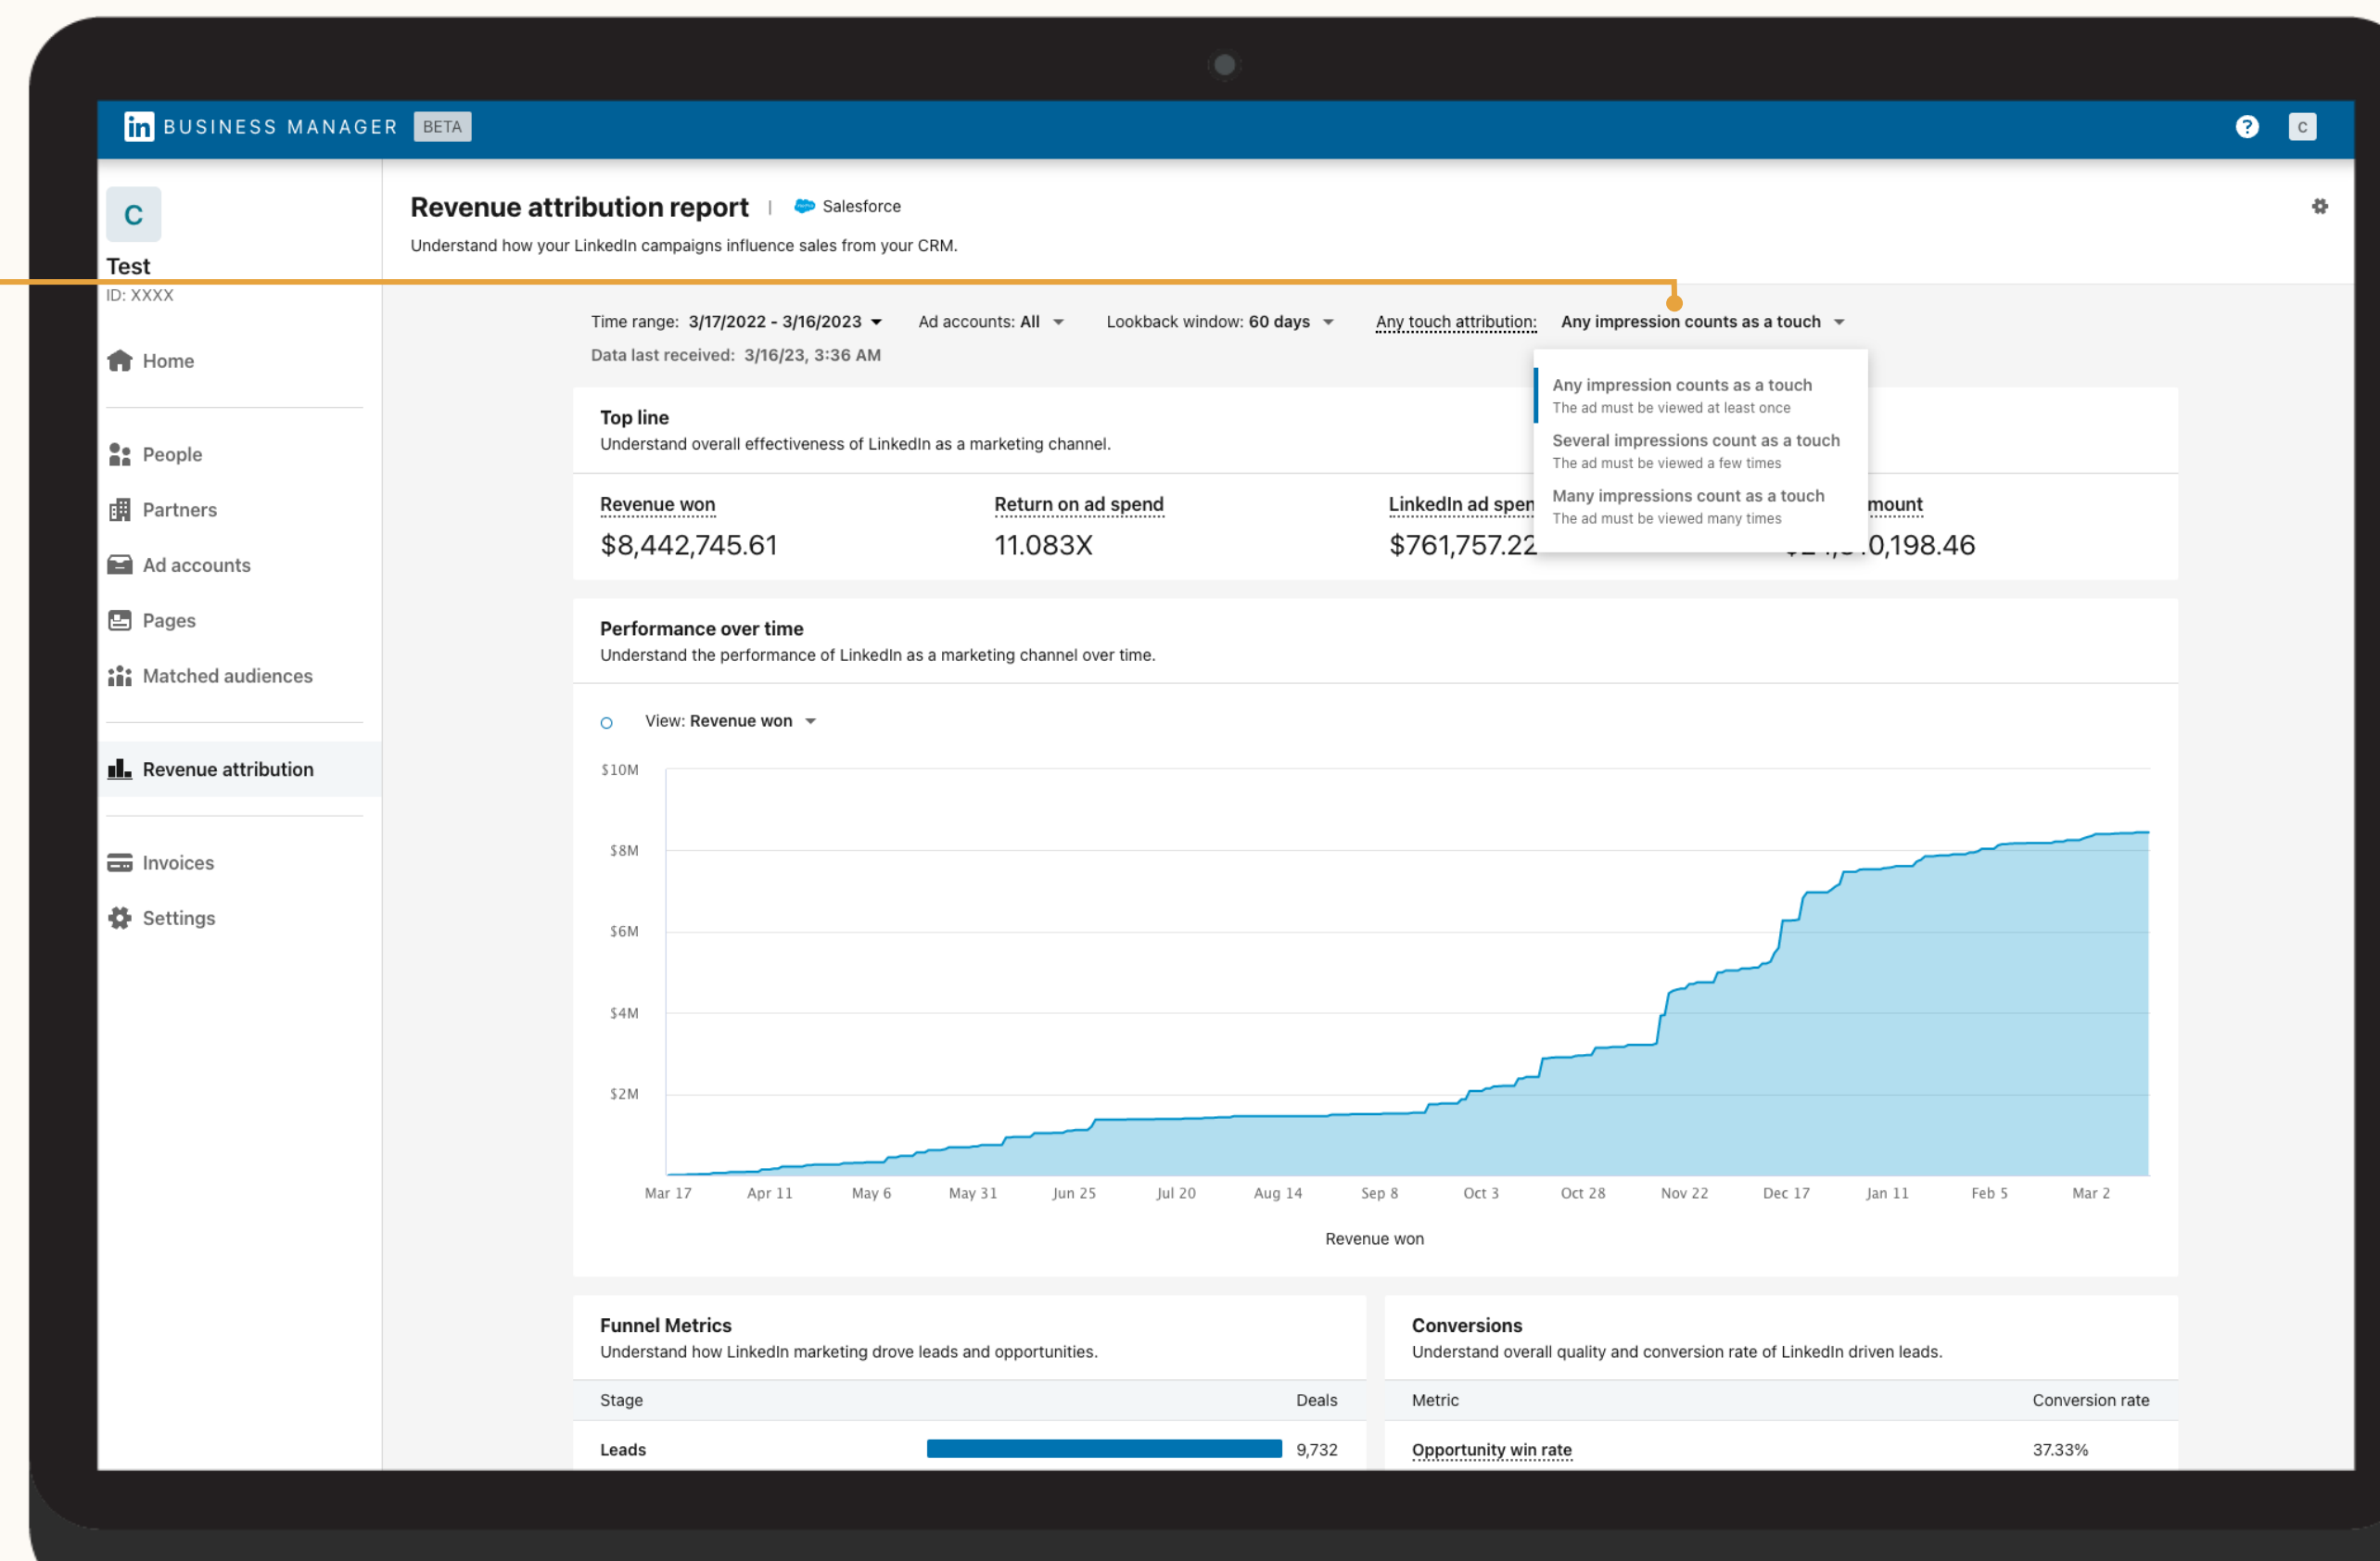 in BUSINESS MANAGER BETA
? C
C
Test
ID: XXXX
Home
People
Partners
Ad accounts
Pages
Matched audiences
Revenue attribution
Invoices
Settings
Revenue attribution report | Salesforce
Understand how your LinkedIn campaigns influence sales from your CRM.
Time range: 3/17/2022 - 3/16/2023 Ad accounts: All Lookback window: 60 days Any touch attribution: Any impression counts as a touch
Data last received: 3/16/23, 3:36 AM
Any impression counts as a touch
The ad must be viewed at least once
Several impressions count as a touch
The ad must be viewed a few times
Many impressions count as a touch
The ad must be viewed many times
Top line
Understand overall effectiveness of LinkedIn as a marketing channel.
Revenue won Return on ad spend LinkedIn ad spen mount
$8,442,745.61 11.083X $761,757.22 0,198.46
Performance over time
Understand the performance of LinkedIn as a marketing channel over time.
View: Revenue won
$10M
$8M
$6M
$4M
$2M
Mar 17 Apr 11 May 6 May 31 Jun 25 Jul 20 Aug 14 Sep 8 Oct 3 Oct 28 Nov 22 Dec 17 Jan 11 Feb 5 Mar 2
Revenue won
Funnel Metrics
Understand how LinkedIn marketing drove leads and opportunities.
Stage Deals
Leads 9,732
Conversions
Understand overall quality and conversion rate of LinkedIn driven leads.
Metric Conversion rate
Opportunity win rate 37.33%